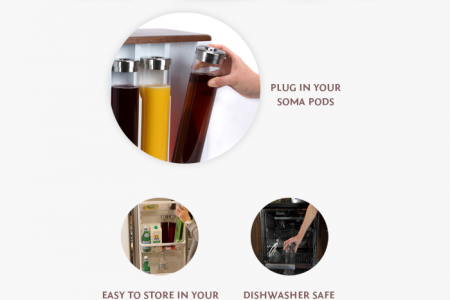 PLUG IN YOUR
SOMA PODS
EASY TO STORE IN YOUR
DISHWASHER SAFE